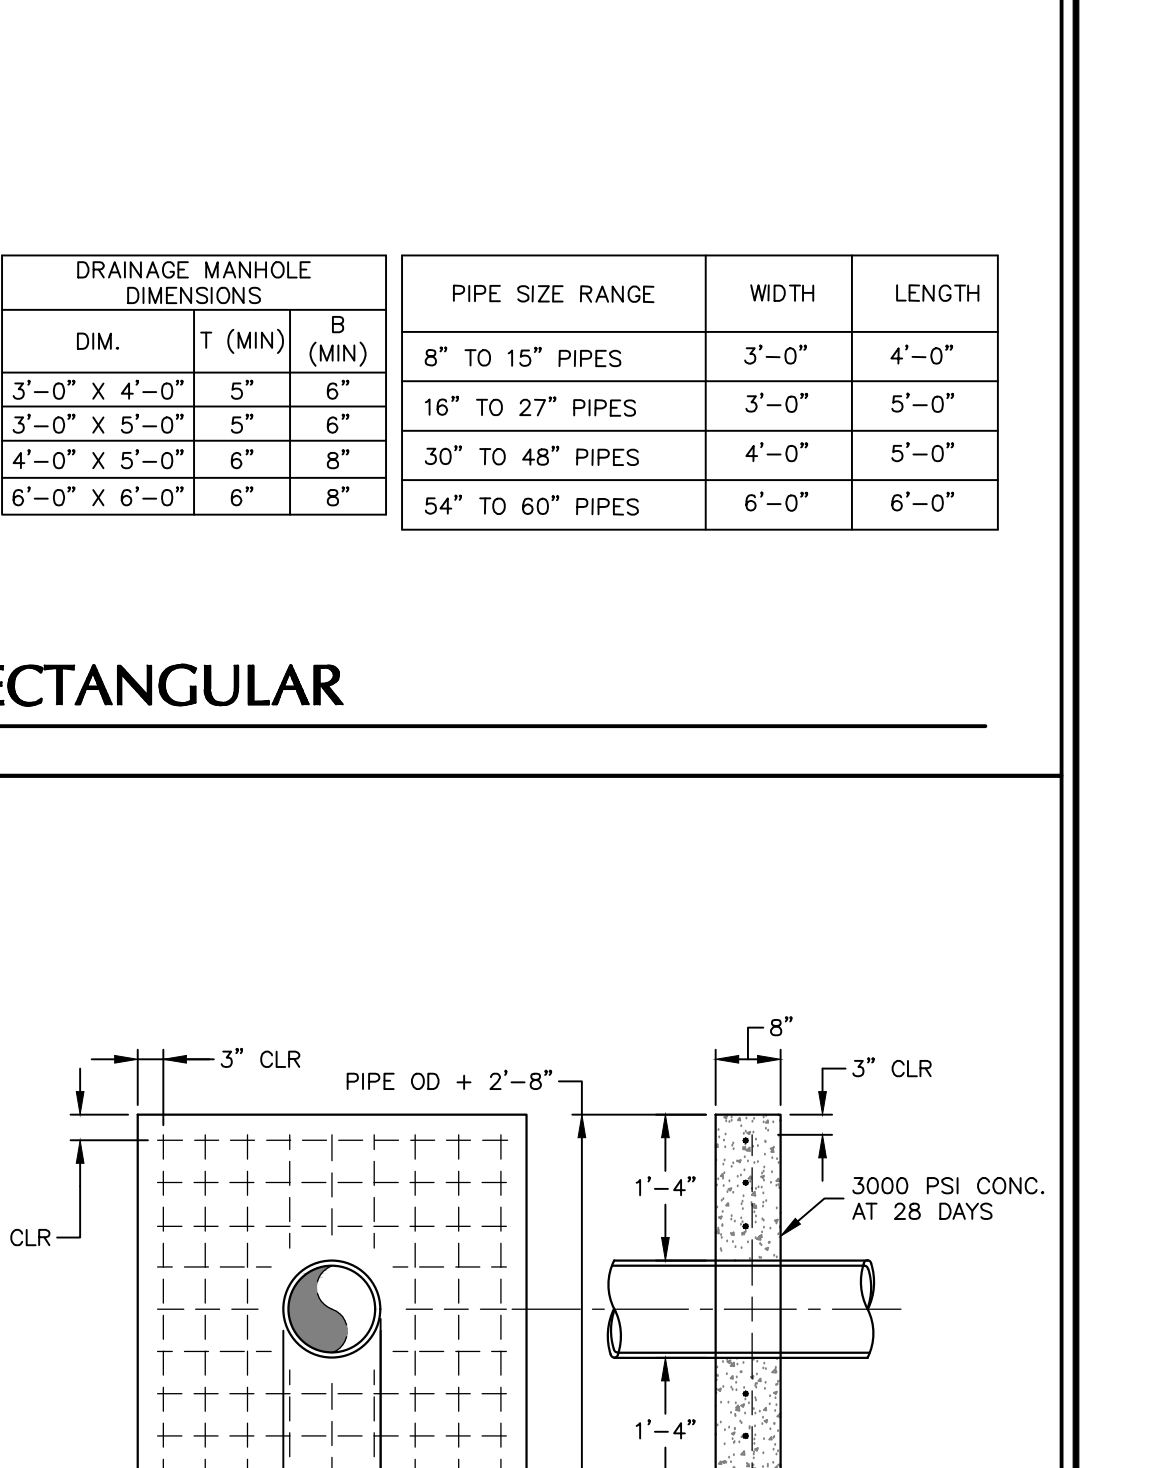 DRAINAGE MANHOLE
DIMENSIONS
DIM. T (MIN) B (MIN)
3'-0" X 4'-0" 5" 6"
3'-0" X 5'-0" 5" 6"
4'-0" X 5'-0" 6" 8"
6'-0" X 6'-0" 6" 8"
PIPE SIZE RANGE WIDTH LENGTH
8" TO 15" PIPES 3'-0" 4'-0"
16" TO 27" PIPES 3'-0" 5'-0"
30" TO 48" PIPES 4'-0" 5'-0"
54" TO 60" PIPES 6'-0" 6'-0"
ECTANGULAR
8"
3" CLR
PIPE OD + 2'-8"
3" CLR
1'-4"
3000 PSI CONC.
AT 28 DAYS
CLR
1'-4"